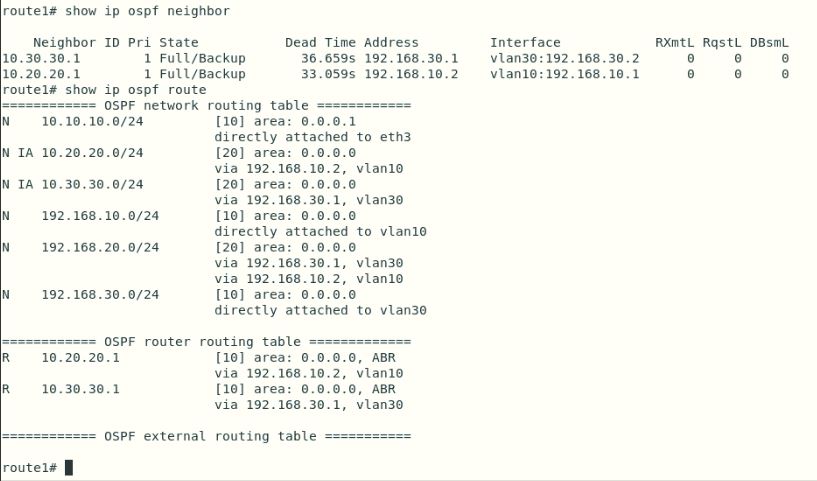 route1# show ip ospf neighbor
    Neighbor ID Pri State           Dead Time Address         Interface            RXmtL RqstL DBsmL
10.30.30.1        1 Full/Backup       36.659s 192.168.30.1    vlan30:192.168.30.2      0     0     0
10.20.20.1        1 Full/Backup       33.059s 192.168.10.2    vlan10:192.168.10.1      0     0     0
route1# show ip ospf route
============ OSPF network routing table ============
N    10.10.10.0/24         [10] area: 0.0.0.1
                           directly attached to eth3
N IA 10.20.20.0/24         [20] area: 0.0.0.0
                           via 192.168.10.2, vlan10
N IA 10.30.30.0/24         [20] area: 0.0.0.0
                           via 192.168.30.1, vlan30
N    192.168.10.0/24       [10] area: 0.0.0.0
                           directly attached to vlan10
N    192.168.20.0/24       [20] area: 0.0.0.0
                           via 192.168.30.1, vlan30
                           via 192.168.10.2, vlan10
N    192.168.30.0/24       [10] area: 0.0.0.0
                           directly attached to vlan30
============ OSPF router routing table =============
R    10.20.20.1            [10] area: 0.0.0.0, ABR
                           via 192.168.10.2, vlan10
R    10.30.30.1            [10] area: 0.0.0.0, ABR
                           via 192.168.30.1, vlan30
============ OSPF external routing table ===========
route1#